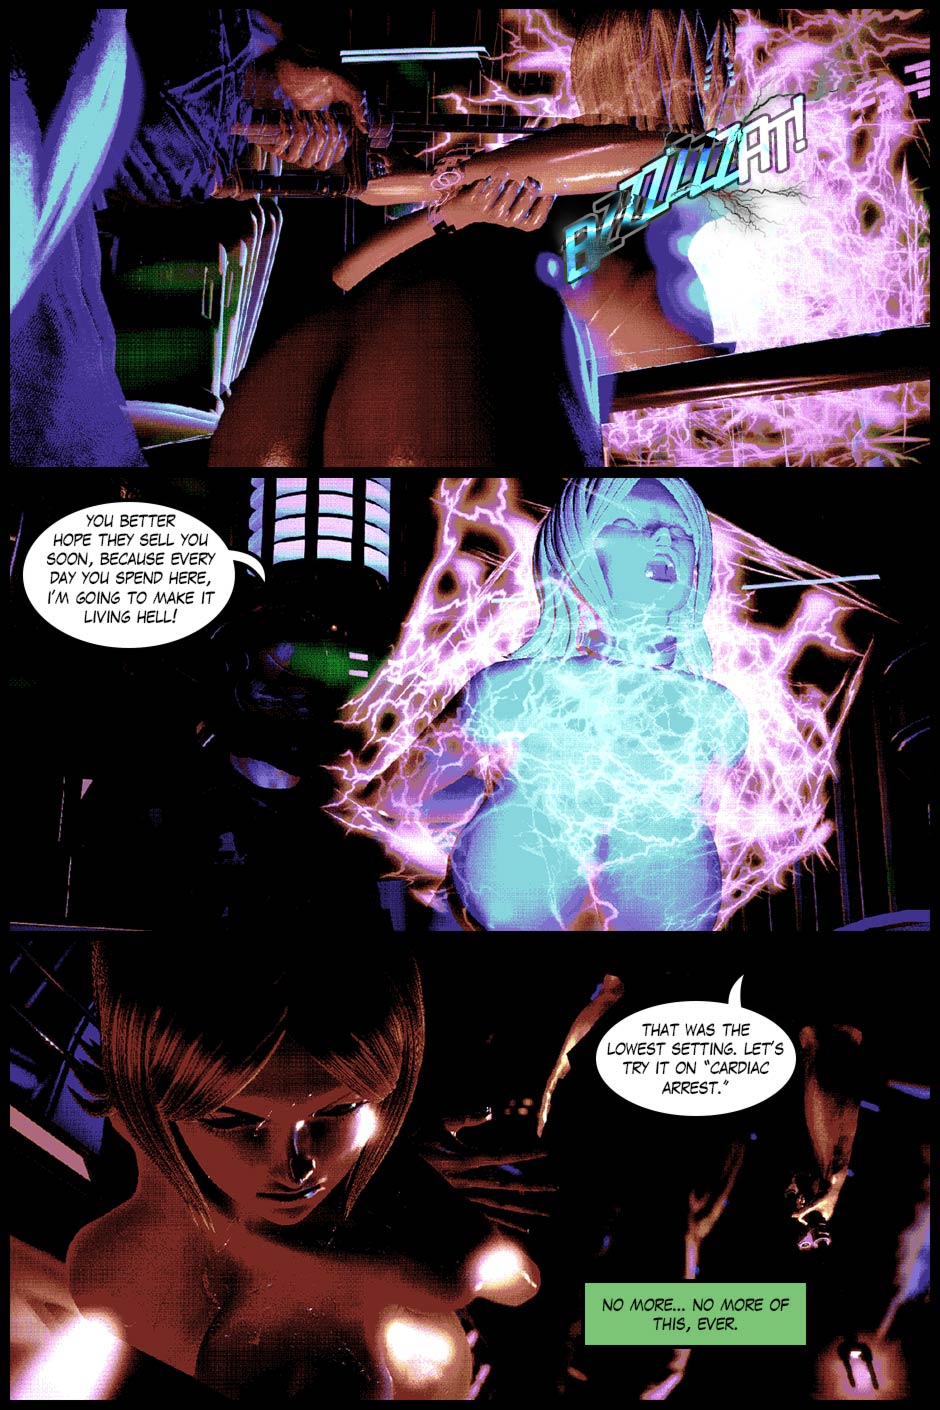 BZZZLLLZAT!
YOU BETTER
HOPE THEY SELL YOU
SOON, BECAUSE EVERY
DAY YOU SPEND HERE,
I'M GOING TO MAKE IT
LIVING HELL!
THAT WAS THE
LOWEST SETTING. LET'S
TRY IT ON "CARDIAC
ARREST."
NO MORE... NO MORE OF
THIS, EVER.